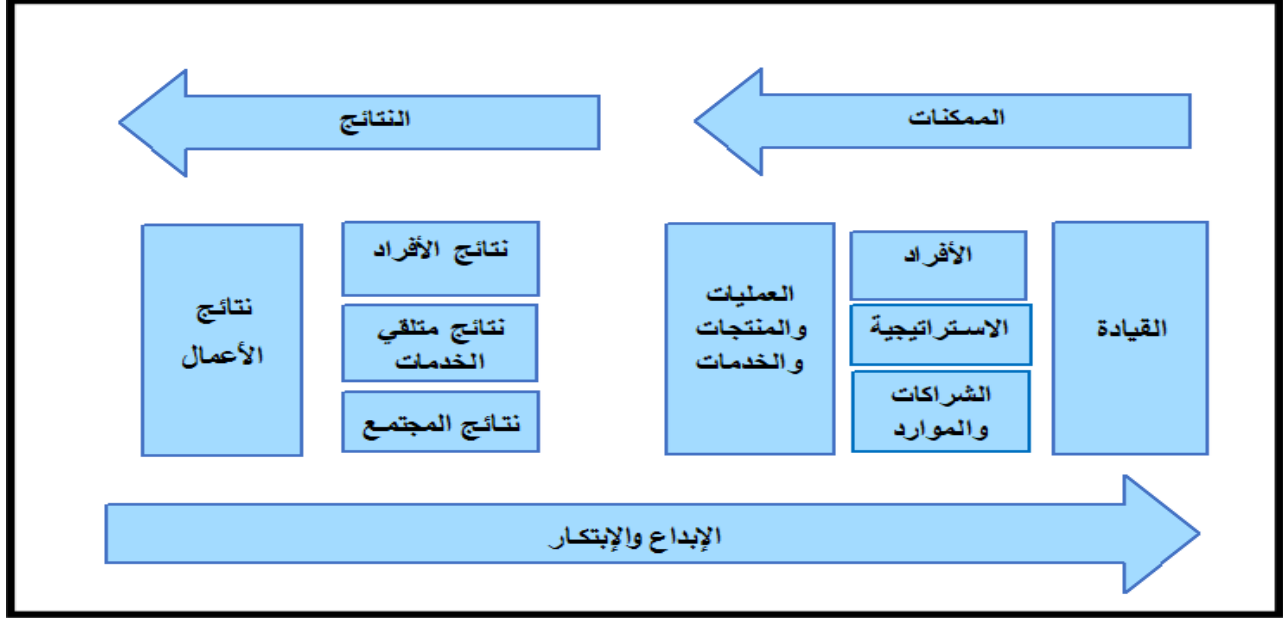 الممكنات
النتائج
القيادة
الأفراد
الاستراتيجية
الشراكات
والموارد
العمليات
والمنتجات
والخدمات
نتائج الأفراد
نتائج متلقي
الخدمات
نتائج المجتمع
نتائج
الأعمال
الإبداع والإبتكار